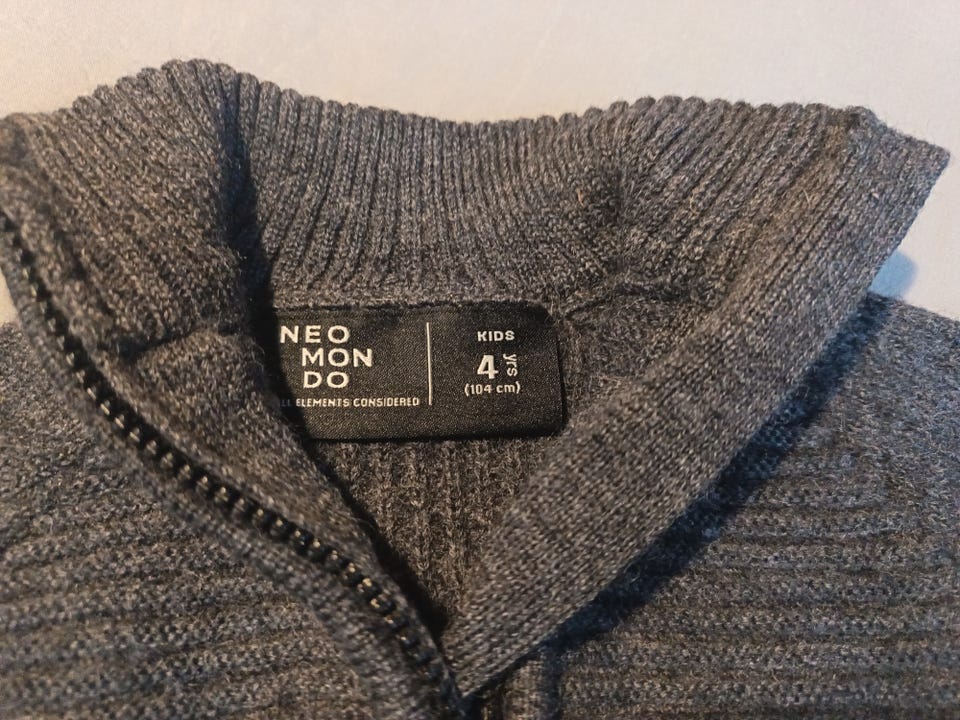 NEO
MON
DO
ELEMENTS CONSIDERED
KIDS
4 yrs
(104 cm)